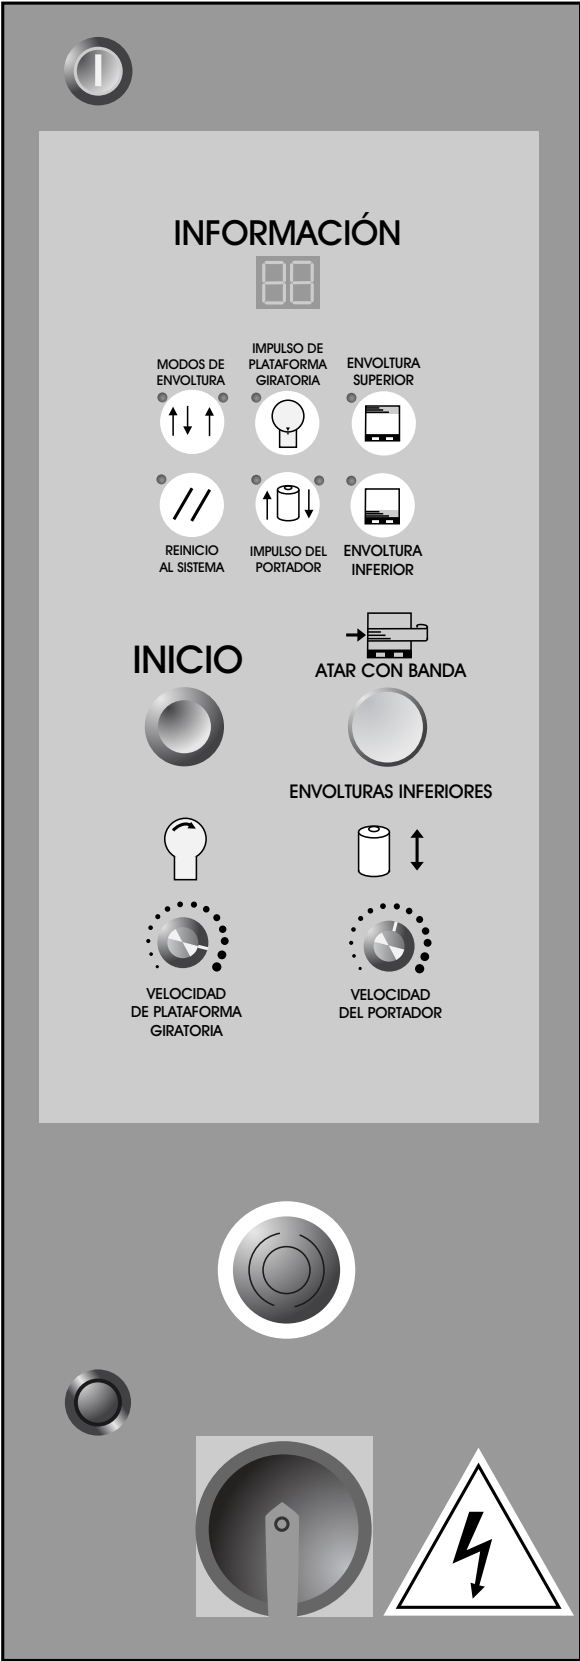 INFORMACIÓN
MODOS DE
ENVOLTURA
IMPULSO DE
PLATAFORMA
GIRATORIA
ENVOLTURA
SUPERIOR
REINICIO
AL SISTEMA
IMPULSO DEL
PORTADOR
ENVOLTURA
INFERIOR
INICIO
ATAR CON BANDA
ENVOLTURAS INFERIORES
VELOCIDAD
DE PLATAFORMA
GIRATORIA
VELOCIDAD
DEL PORTADOR